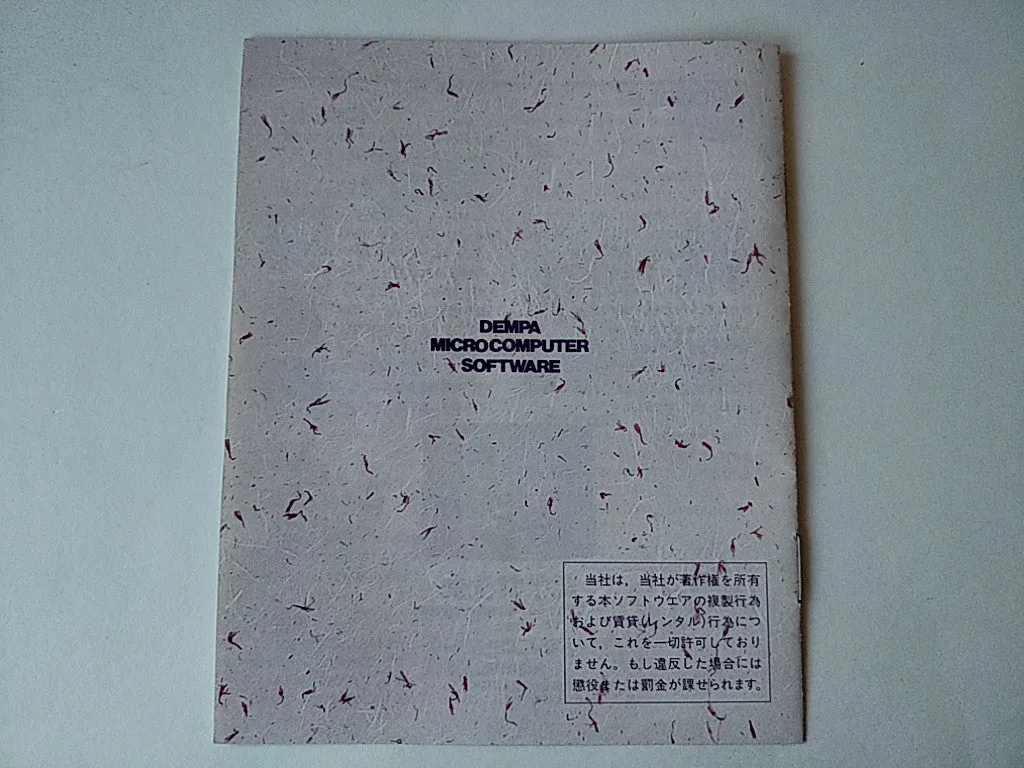 DEMPA
MICROCOMPUTER
SOFTWARE
当社は，当社が著作権を所有
する本ソフトウエアの複製行為
および賃貸(レンタル)行為につ
いて，これを一切許可しており
ません。もし違反した場合には
懲役または罰金が課せられます。